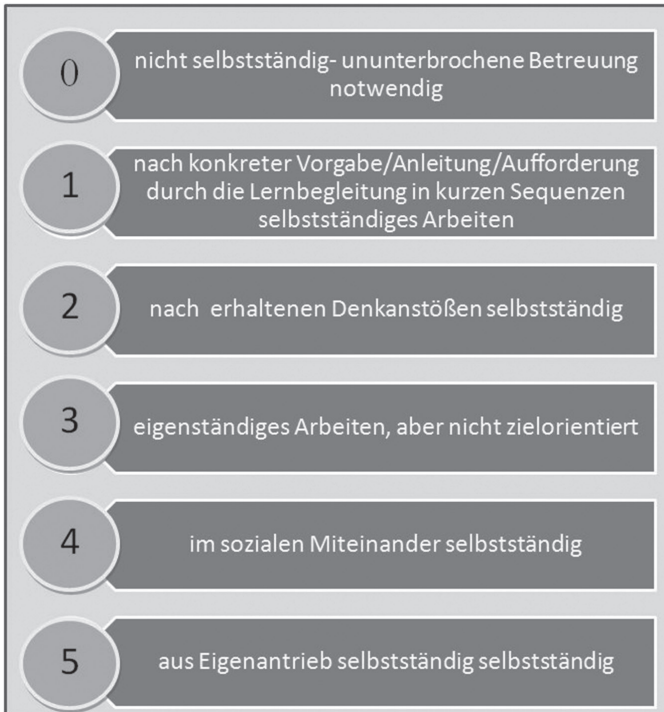 0
nicht selbstständig- ununterbrochene Betreuung
notwendig
1
nach konkreter Vorgabe/Anleitung/Aufforderung
durch die Lernbegleitung in kurzen Sequenzen
selbstständiges Arbeiten
2
nach erhaltenen Denkanstößen selbstständig
3
eigenständiges Arbeiten, aber nicht zielorientiert
4
im sozialen Miteinander selbstständig
5
aus Eigenantrieb selbstständig selbstständig